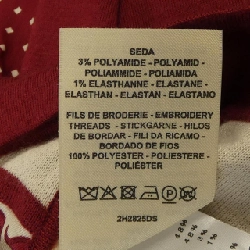 SEDA
3% POLYAMIDE - POLYAMID -
POLIAMMIDE - POLIAMIDA
1% ELASTHANNE - ELASTANE -
ELASTHAN - ELASTAN - ELASTANO
FILS DE BRODERIE - EMBROIDERY
THREADS - STICKGARNE - HILOS
DE BORDAR - FILI DA RICAMO -
BORDADO DE FIOS
100% POLYESTER - POLIESTERE -
POLIÉSTER
2H2825DS